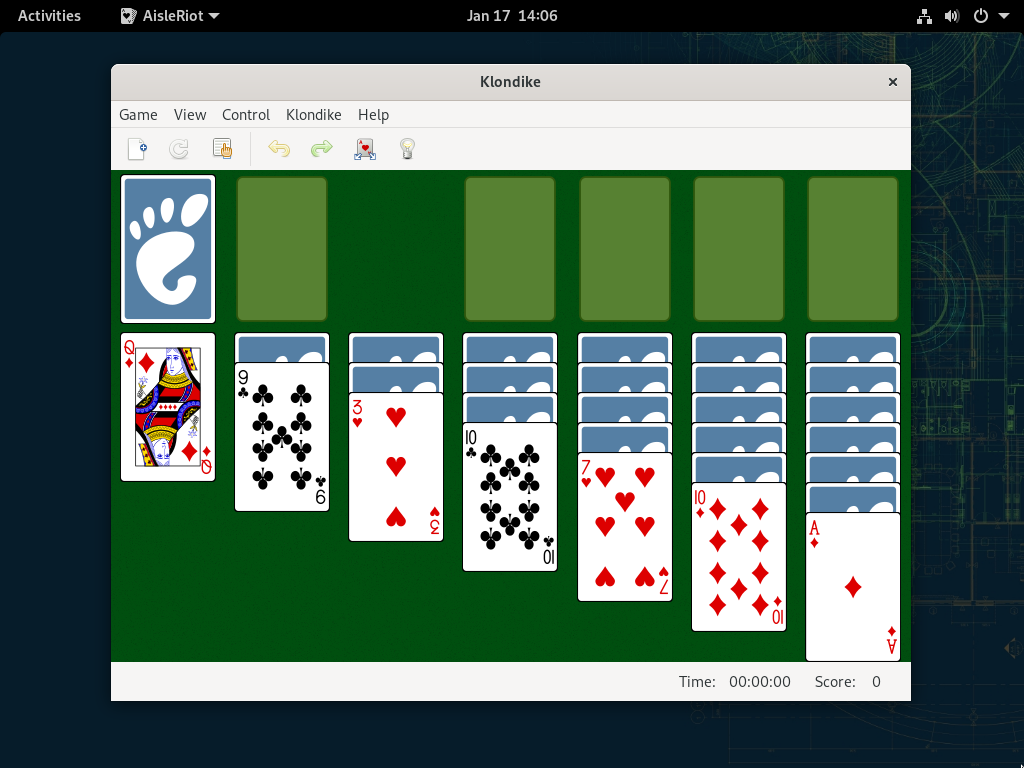 Activities AisleRiot Jan 17 14:06
Klondike
Game View Control Klondike Help
Q
9
3
10
7
10
A
Q
9
3
10
7
10
A
Time: 00:00:00 Score: 0